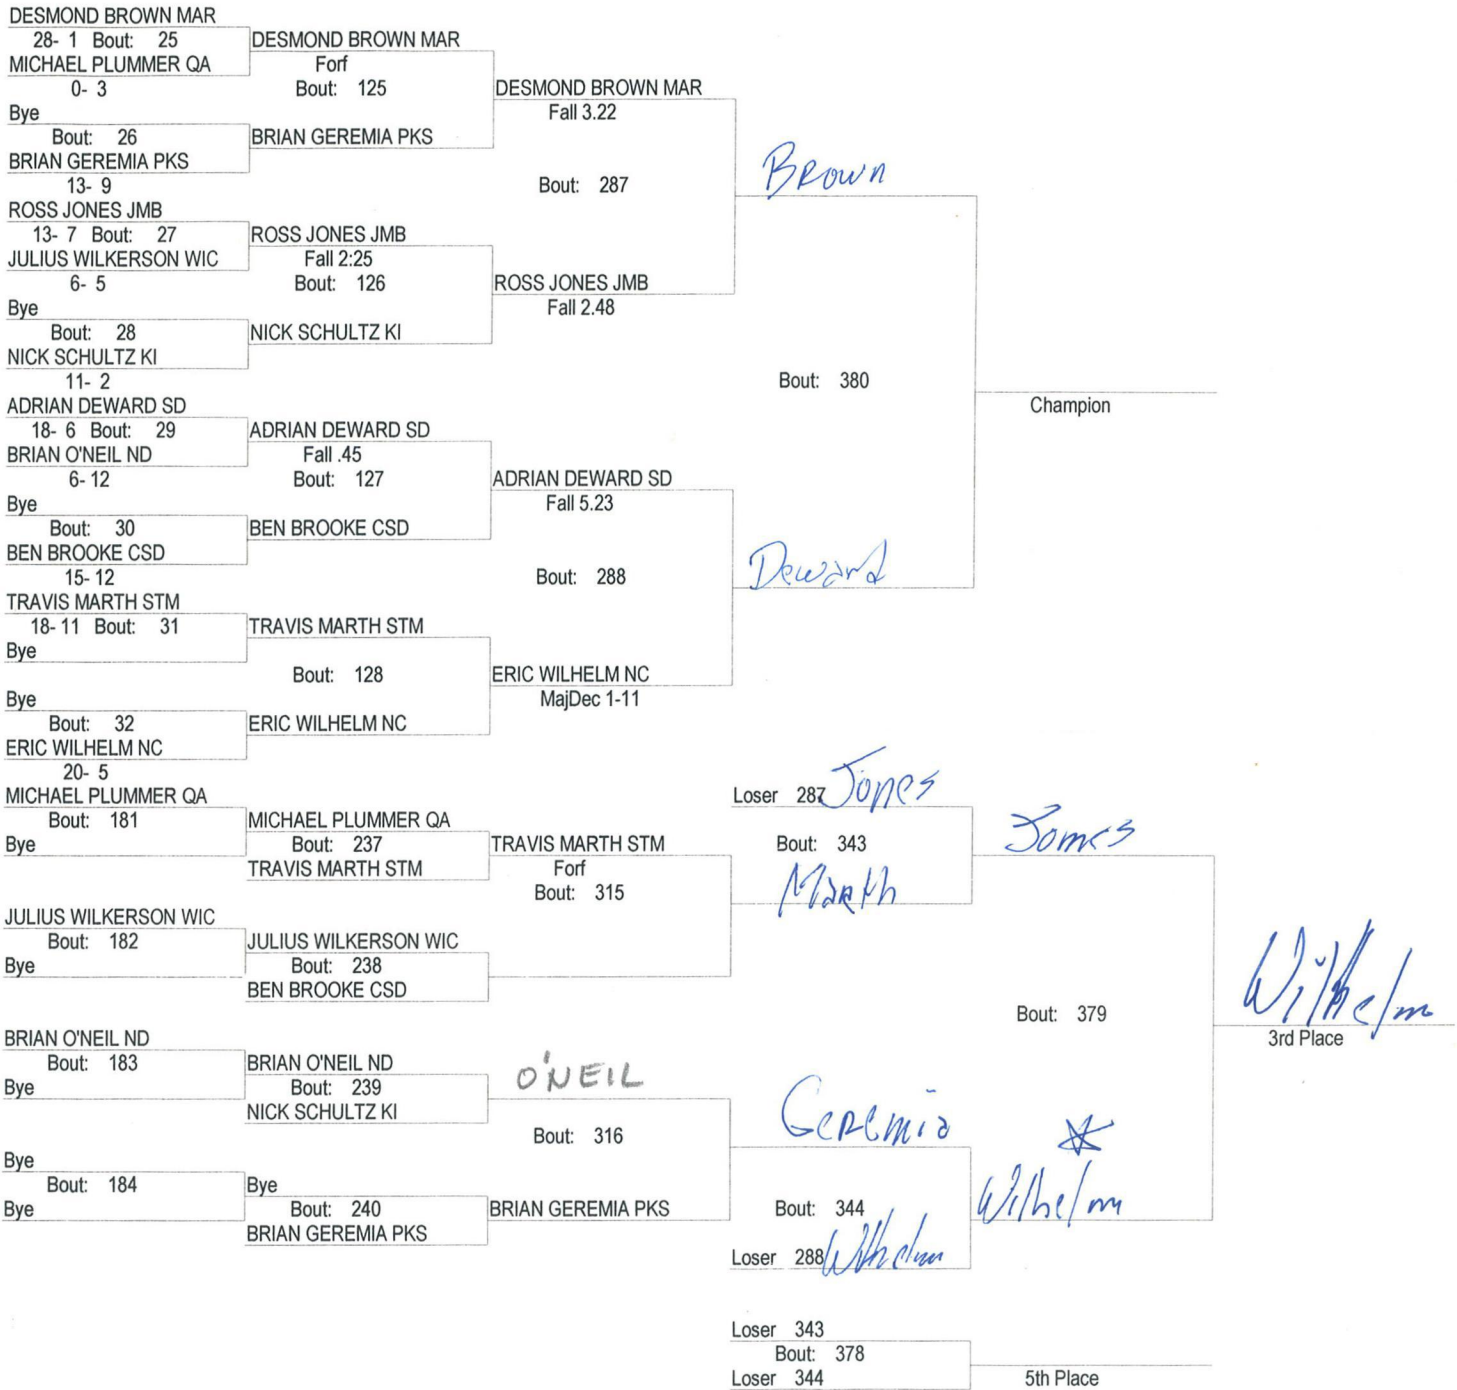 DESMOND BROWN MAR
28- 1 Bout: 25
MICHAEL PLUMMER QA
0- 3
Bye
Bout: 26
BRIAN GEREMIA PKS
13- 9
ROSS JONES JMB
13- 7 Bout: 27
JULIUS WILKERSON WIC
6- 5
Bye
Bout: 28
NICK SCHULTZ KI
11- 2
ADRIAN DEWARD SD
18- 6 Bout: 29
BRIAN O'NEIL ND
6- 12
Bye
Bout: 30
BEN BROOKE CSD
15- 12
TRAVIS MARTH STM
18- 11 Bout: 31
Bye
Bye
Bout: 32
ERIC WILHELM NC
20- 5
DESMOND BROWN MAR
Forf
Bout: 125
BRIAN GEREMIA PKS
ROSS JONES JMB
Fall 2:25
Bout: 126
NICK SCHULTZ KI
ADRIAN DEWARD SD
Fall .45
Bout: 127
BEN BROOKE CSD
TRAVIS MARTH STM
Bout: 128
ERIC WILHELM NC
DESMOND BROWN MAR
Fall 3.22
Bout: 287
ROSS JONES JMB
Fall 2.48
ADRIAN DEWARD SD
Fall 5.23
Bout: 288
ERIC WILHELM NC
MajDec 1-11
Brown
Bout: 380
Deward
Champion
MICHAEL PLUMMER QA
Bout: 181
Bye
JULIUS WILKERSON WIC
Bout: 182
Bye
BRIAN O'NEIL ND
Bout: 183
Bye
Bye
Bout: 184
Bye
MICHAEL PLUMMER QA
Bout: 237
TRAVIS MARTH STM
JULIUS WILKERSON WIC
Bout: 238
BEN BROOKE CSD
BRIAN O'NEIL ND
Bout: 239
NICK SCHULTZ KI
Bye
Bout: 240
BRIAN GEREMIA PKS
TRAVIS MARTH STM
Forf
Bout: 315
O'NEIL
Bout: 316
BRIAN GEREMIA PKS
Loser 287 Jones
Bout: 343
Marth
Geremia
Bout: 344
Loser 288 Wilhelm
Jones
Bout: 379
Wilhelm
Wilhelm
3rd Place
Loser 343
Bout: 378
Loser 344
5th Place